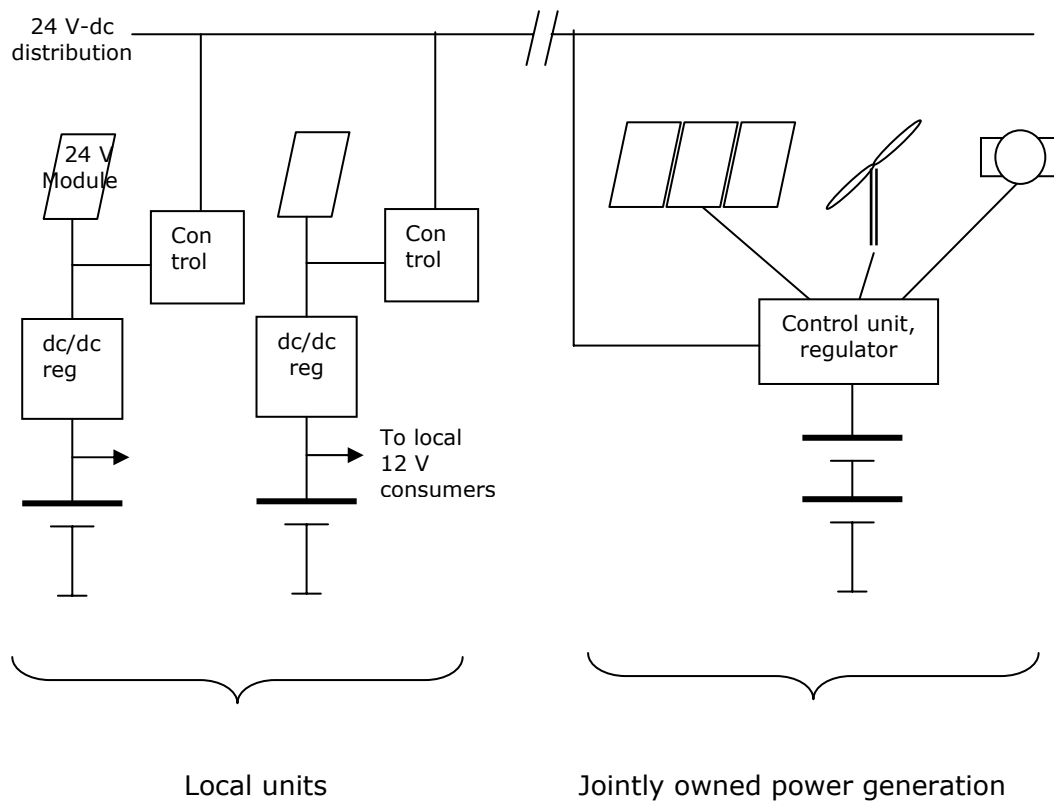 24 V-dc
distribution
24 V
Module
Con
trol
Con
trol
dc/dc
reg
dc/dc
reg
To local
12 V
consumers
Control unit,
regulator
Local units
Jointly owned power generation